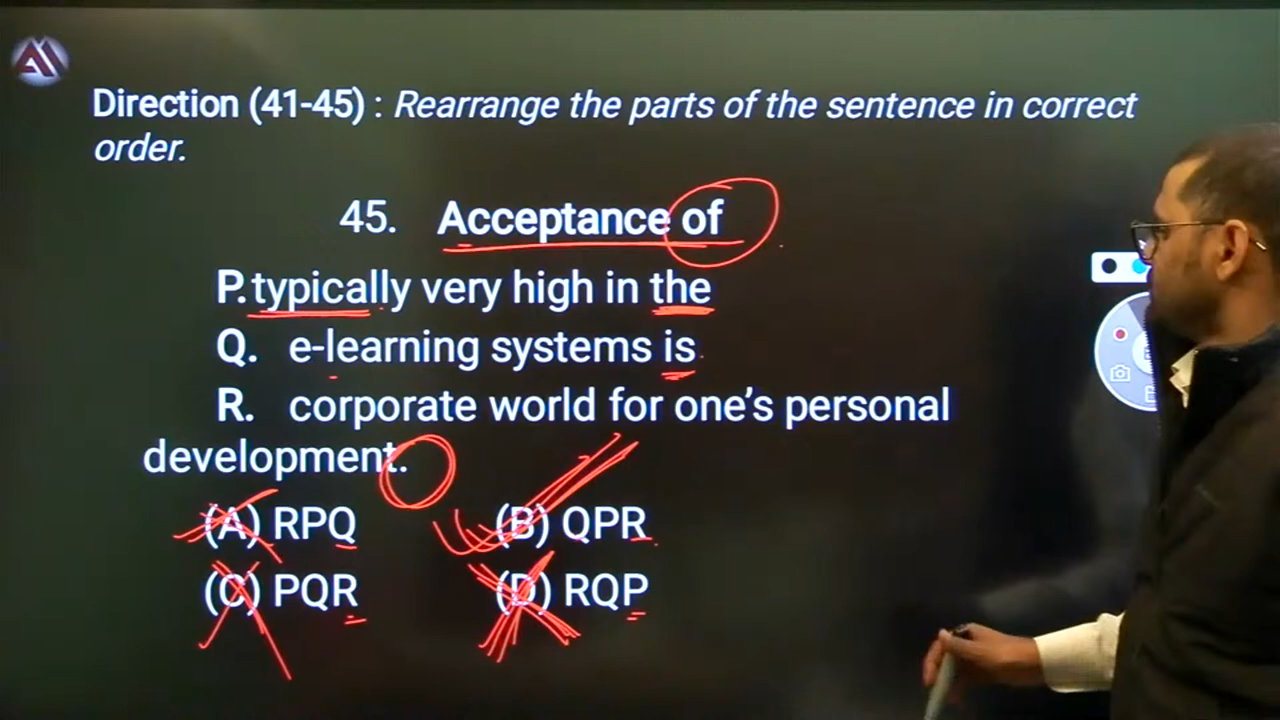 Direction (41-45) : Rearrange the parts of the sentence in correct
order.
45. Acceptance of
P. typically very high in the
Q. e-learning systems is
R. corporate world for one's personal
development.
(A) RPQ (B) QPR
(C) PQR (D) RQP